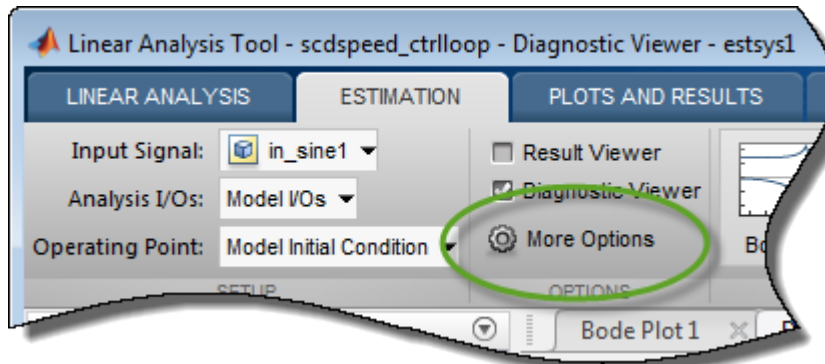 Linear Analysis Tool - scdspeed_ctrlloop - Diagnostic Viewer - estsys1
LINEAR ANALYSIS
ESTIMATION
PLOTS AND RESULTS
Input Signal: in_sine1
Result Viewer
Analysis I/Os: Model I/Os
Diagnostic Viewer
Operating Point: Model Initial Condition
More Options
SETUP
OPTIONS
Bode Plot 1